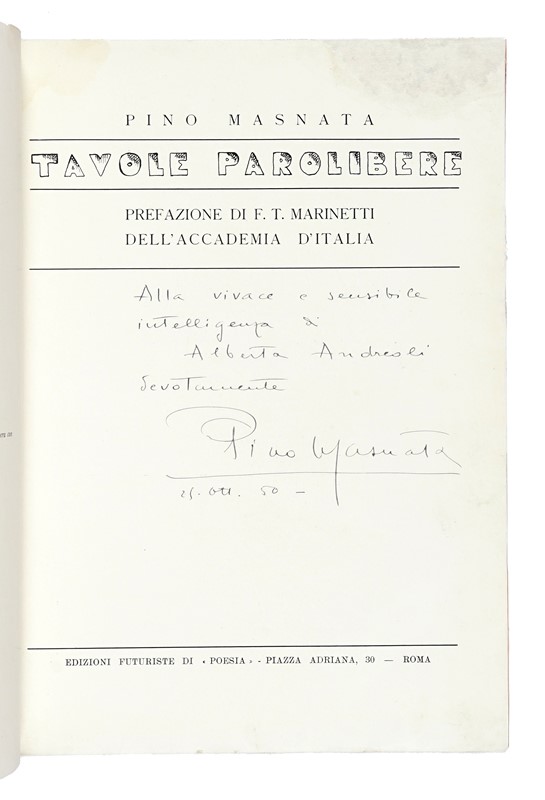 PINO MASNATA
TAVOLE PAROLIBERE
PREFAZIONE DI F. T. MARINETTI
DELL'ACCADEMIA D'ITALIA
Alla vivace e sensibile
intelligenza di
Alberta Andreoli
devotamente
Pino Masnata
ott. 50 -
EDIZIONI FUTURISTE DI « POESIA » - PIAZZA ADRIANA, 30 — ROMA